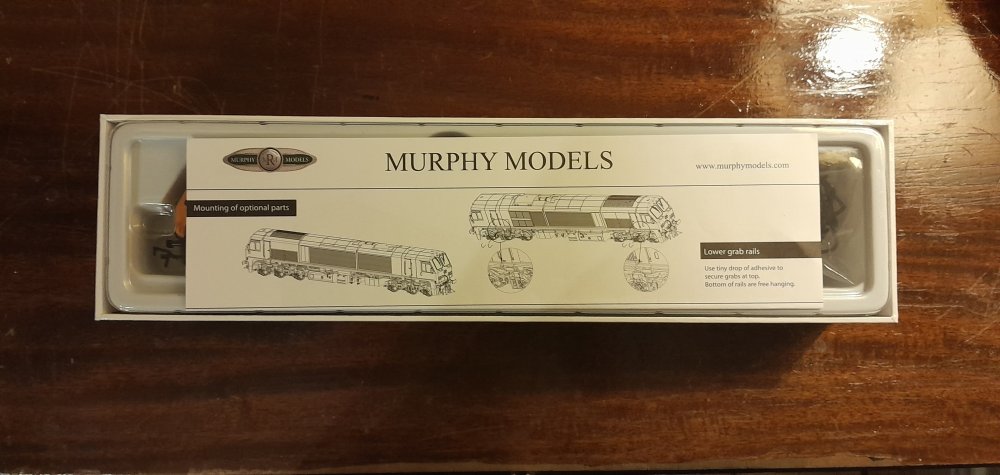 MURPHY MODELS
MURPHY MODELS
www.murphymodels.com
Mounting of optional parts
Lower grab rails
Use tiny drop of adhesive to
secure grabs at top.
Bottom of rails are free hanging.